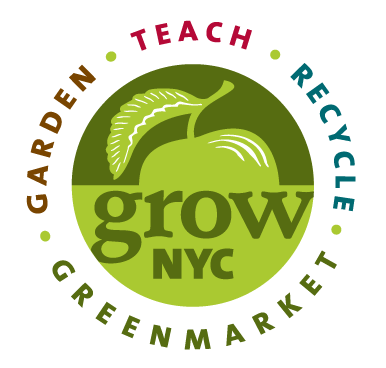 GARDEN • TEACH • RECYCLE • GREENMARKET •
grow
NYC